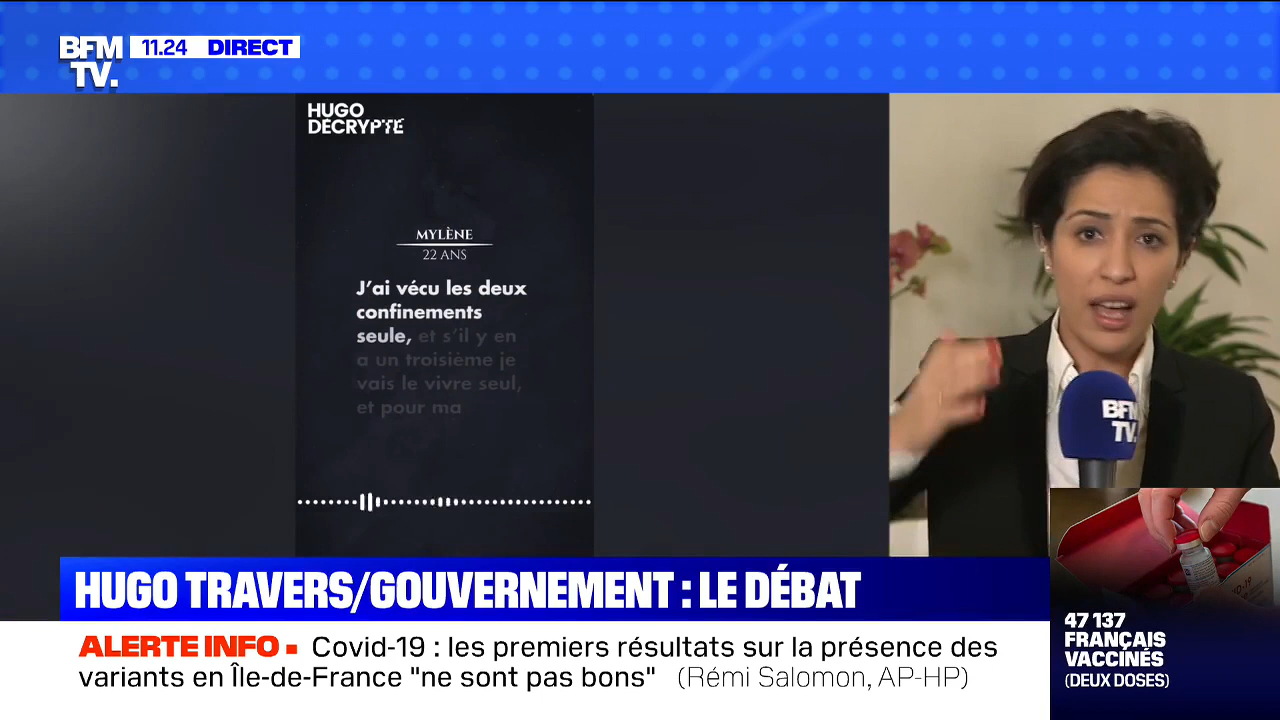 BFM
TV.
11.24 DIRECT
HUGO
DÉCRYPTE
MYLÈNE
22 ANS
J'ai vécu les deux
confinements
seule, et s'il y en
a un troisième je
vais le vivre seul,
et pour ma
BFM
TV.
HUGO TRAVERS/GOUVERNEMENT : LE DÉBAT
ALERTE INFO Covid-19 : les premiers résultats sur la présence des
variants en Île-de-France "ne sont pas bons" (Rémi Salomon, AP-HP)
47 137
FRANÇAIS
VACCINÉS
(DEUX DOSES)